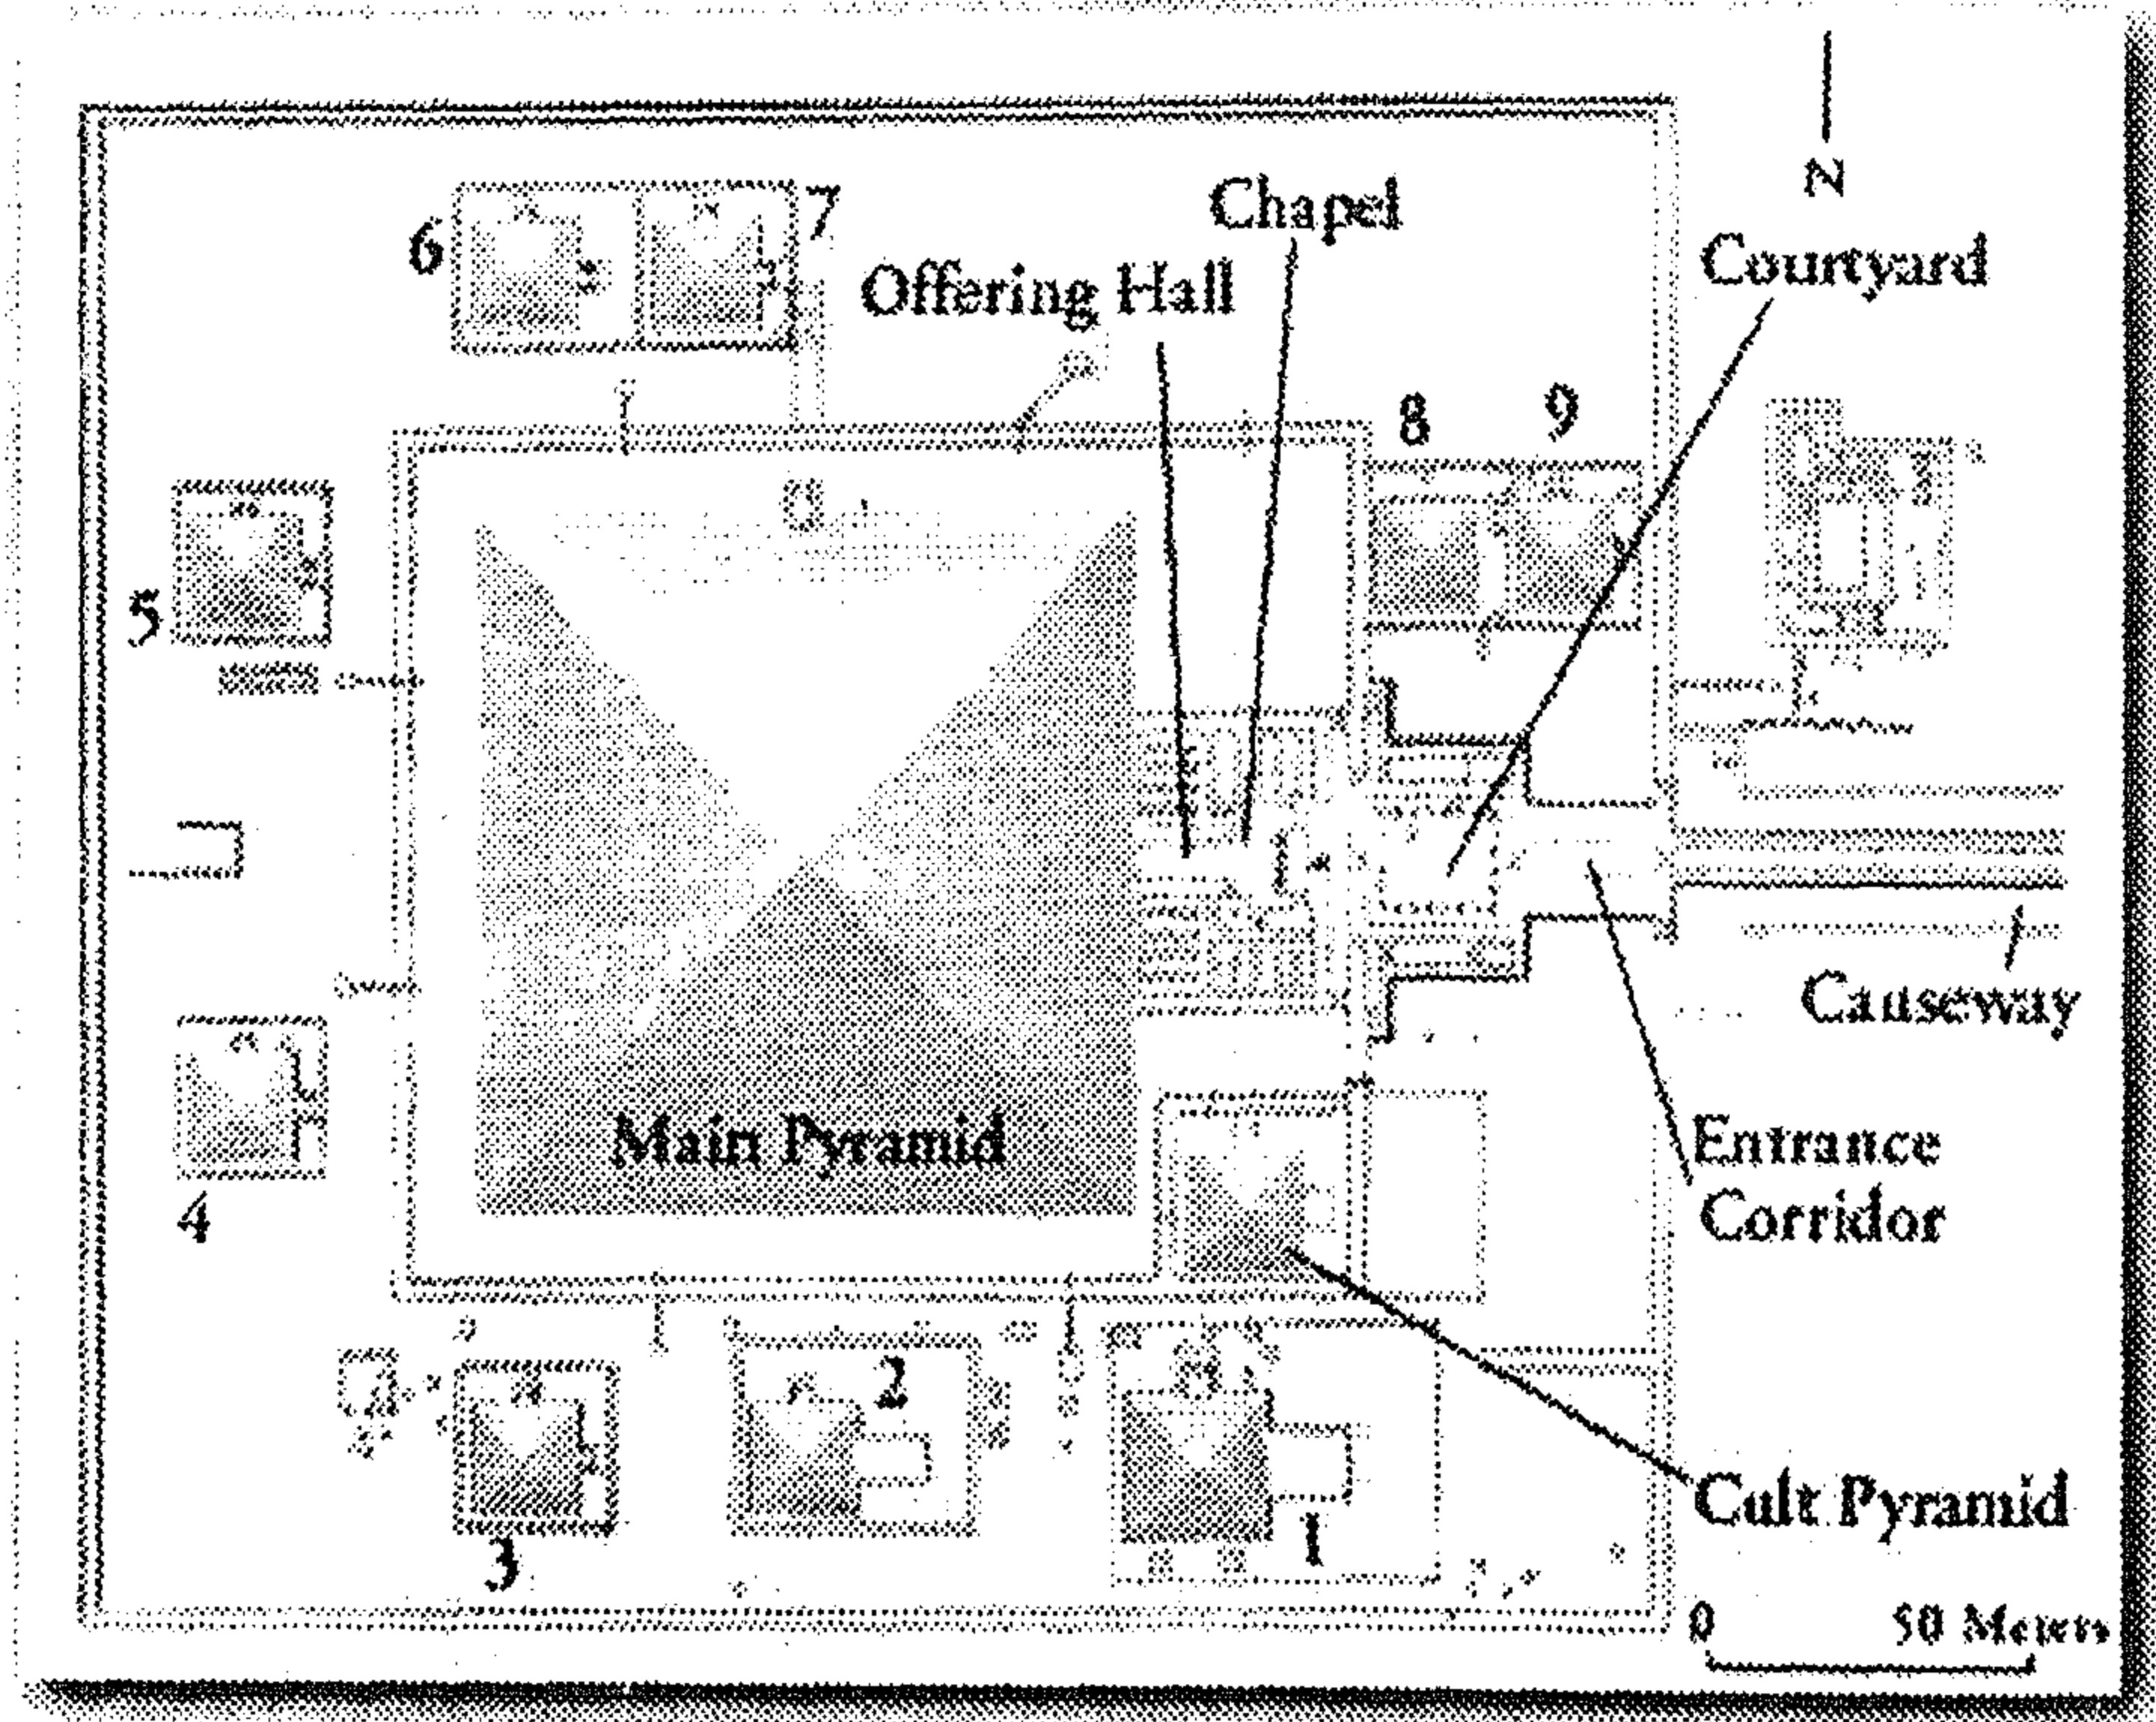 N
Chapel
Courtyard
Offering Hall
6
7
8
9
5
Causeway
Main Pyramid
Entrance
Corridor
4
2
Cult Pyramid
3
1
0 50 Meters